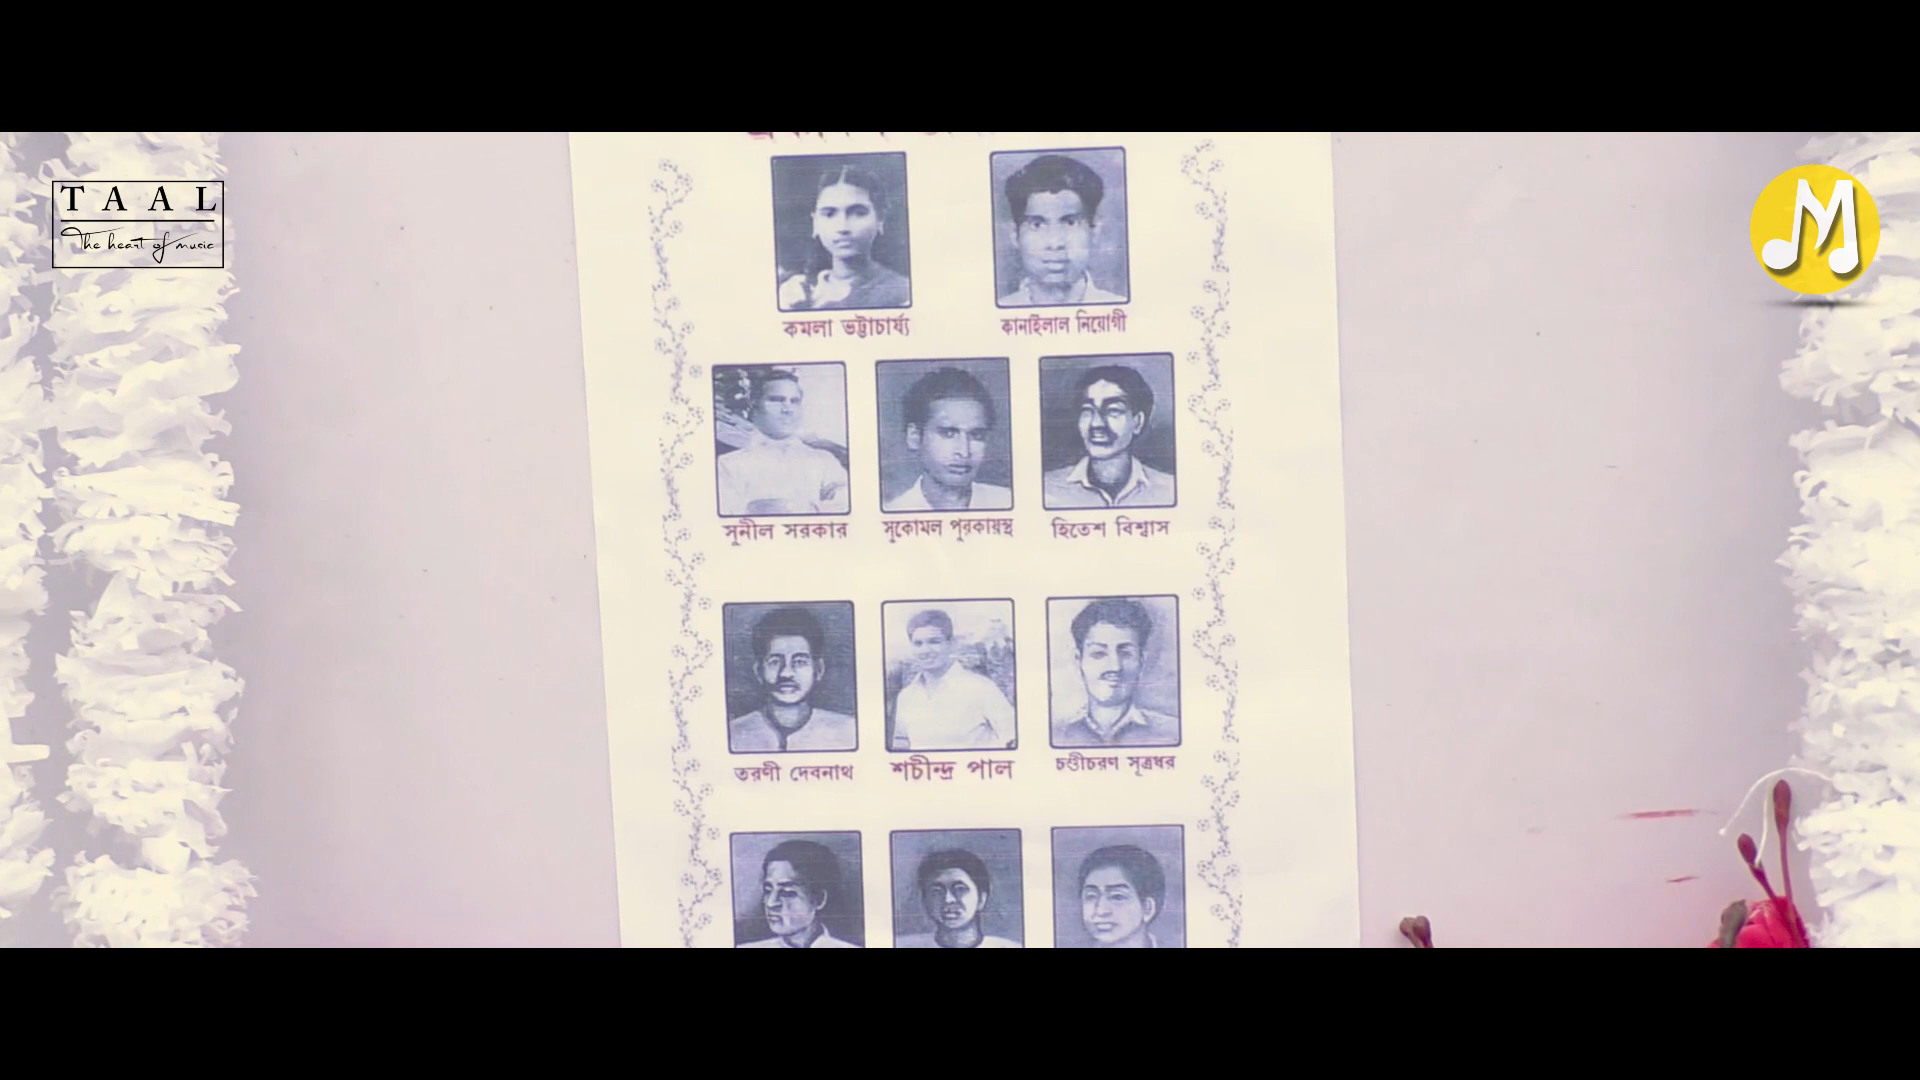 TAAL
The heart of music
M
কমলা ভট্টাচার্য্য
কানাইলাল নিয়োগী
সুনীল সরকার
সুকোমল পুরকায়স্থ
হিতেশ বিশ্বাস
তরণী দেবনাথ
শচীন্দ্র পাল
চণ্ডীচরণ সূত্রধর